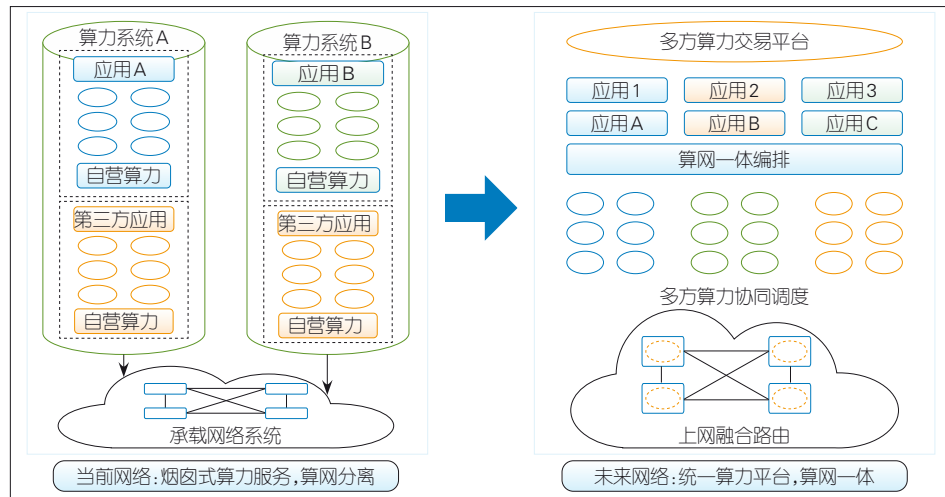 算力系统A
应用A
自营算力
第三方应用
自营算力
算力系统B
应用B
自营算力
第三方应用
自营算力
承载网络系统
当前网络:烟囱式算力服务,算网分离
多方算力交易平台
应用1 应用2 应用3
应用A 应用B 应用C
算网一体编排
多方算力协同调度
上网融合路由
未来网络:统一算力平台,算网一体